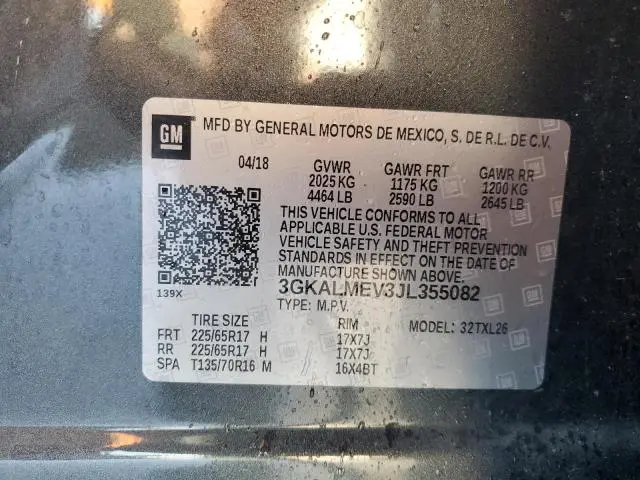 GM MFD BY GENERAL MOTORS DE MEXICO, S. DE R.L. DE C.V.
04/18 GVWR GAWR FRT GAWR RR
2025 KG 1175 KG 1200 KG
4464 LB 2590 LB 2645 LB
THIS VEHICLE CONFORMS TO ALL
APPLICABLE U.S. FEDERAL MOTOR
VEHICLE SAFETY AND THEFT PREVENTION
STANDARDS IN EFFECT ON THE DATE OF
MANUFACTURE SHOWN ABOVE.
139X
3GKALMEV3JL355082
TYPE: M.P.V.
TIRE SIZE RIM MODEL: 32TXL26
FRT 225/65R17 H 17X7J
RR 225/65R17 H 17X7J
SPA T135/70R16 M 16X4BT